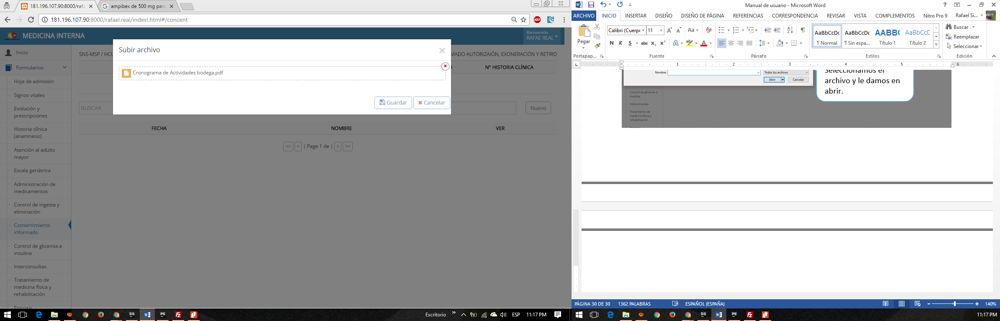 181.196.107.90:8000/rafa
ampibex de 500 mg para
181.196.107.90:8000/rafael.real/index!.html#/concent
ABP
MEDICINA INTERNA
Bienvenido
RAFAE REAL
Inicio
Formularios
Hoja de admisión
Signos vitales
Evolución y
prescripciones
Historia clínica
(anamnesis)
Atención al adulto
mayor
Escala geriátrica
Administración de
medicamentos
Control de ingesta y
eliminación
Consentimiento
informado
Control de glicemia e
insulina
Interconsultas
Tratamiento de
medicina física y
rehabilitación
Epicrisis
SNS-MSP / HCU
MADO AUTORIZAIÓN, EXONERACIÓN Y RETIRO
N° HISTORIA CLÍNICA
Subir archivo
Cronograma de Actividades bodega.pdf
Guardar
Cancelar
BUSCAR
Nuevo
FECHA NOMBRE VER
<< < | Page 1 de | > >>
Escritorio
ESP
11:17 PM
Manual de usuario - Microsoft Word
ARCHIVO INICIO INSERTAR DISEÑO DISEÑO DE PÁGINA REFERENCIAS CORRESPONDENCIA REVISAR VISTA COMPLEMENTOS Nitro Pro 9 Rafael Si...
Pegar
Calibri (Cuerpo 11
N K S abc x₂ x²
AaBbCcDc AaBbCcDc AABBC AaBbCcD
¶ Normal ¶ Sin espa... Título 1 Título 2
Buscar
Reemplazar
Seleccionar
Portapap... Fuente Párrafo Estilos Edición
1 2 3 4 5 6
Nombre:
Todos los archivos
Abrir Cancelar
Control de glicemia e
insulina
Interconsultas
Tratamiento de
medicina física y
rehabilitación
Seleccionamos el
archivo y le damos en
abrir.
PÁGINA 30 DE 30 1362 PALABRAS ESPAÑOL (ESPAÑA) 140%
11:17 PM